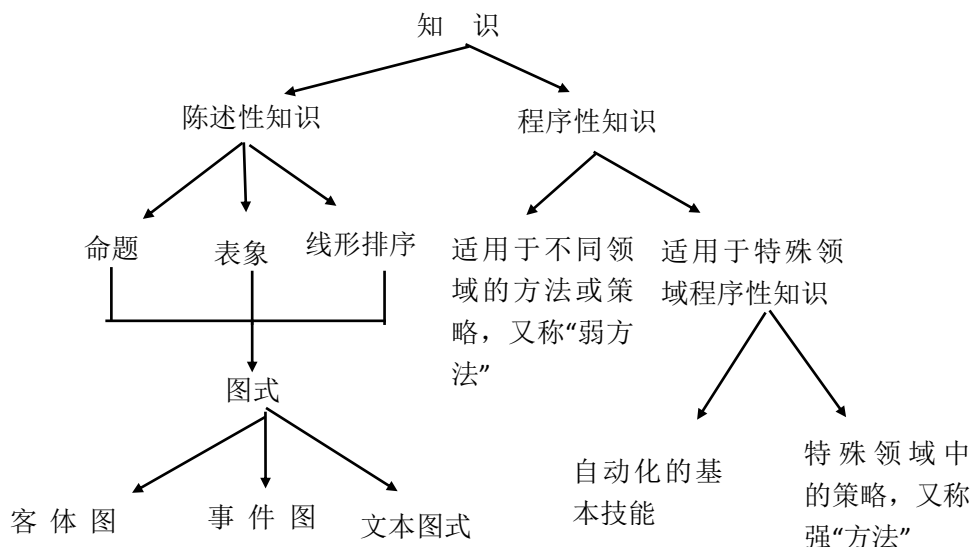 知 识
陈述性知识
程序性知识
命题
表象
线形排序
适用于不同领
域的方法或策
略，又称“弱方
法”
适用于特殊领
域程序性知识
图式
自动化的基
本技能
特殊领域中
的策略，又称
强“方法”
客体图
事件图
文本图式